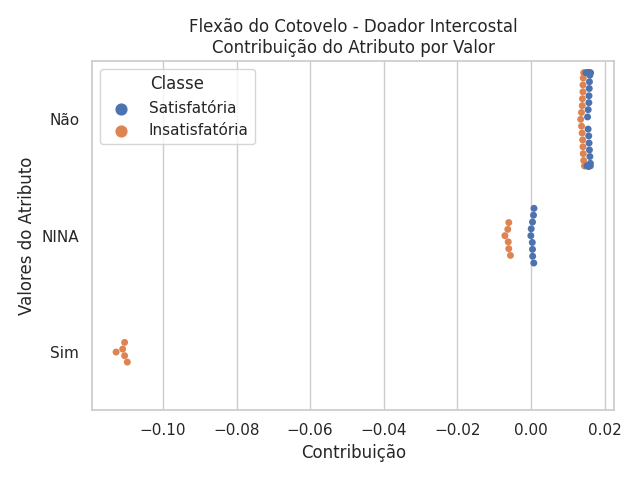 Flexão do Cotovelo - Doador Intercostal
Contribuição do Atributo por Valor
Classe
Satisfatória
Insatisfatória
Valores do Atributo
Não
NINA
Sim
−0.10 −0.08 −0.06 −0.04 −0.02 0.00 0.02
Contribuição